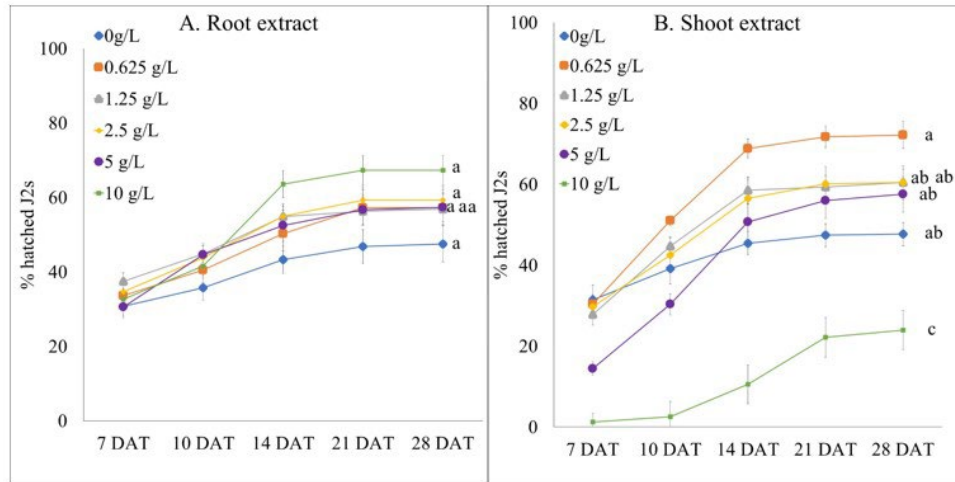 A. Root extract
100
80
60
40
20
0
% hatched J2s
0g/L
0.625 g/L
1.25 g/L
2.5 g/L
5 g/L
10 g/L
a
a
a aa
a
7 DAT 10 DAT 14 DAT 21 DAT 28 DAT
B. Shoot extract
100
80
60
40
20
0
% hatched J2s
0g/L
0.625 g/L
1.25 g/L
2.5 g/L
5 g/L
10 g/L
a
ab ab
ab
ab
c
7 DAT 10 DAT 14 DAT 21 DAT 28 DAT